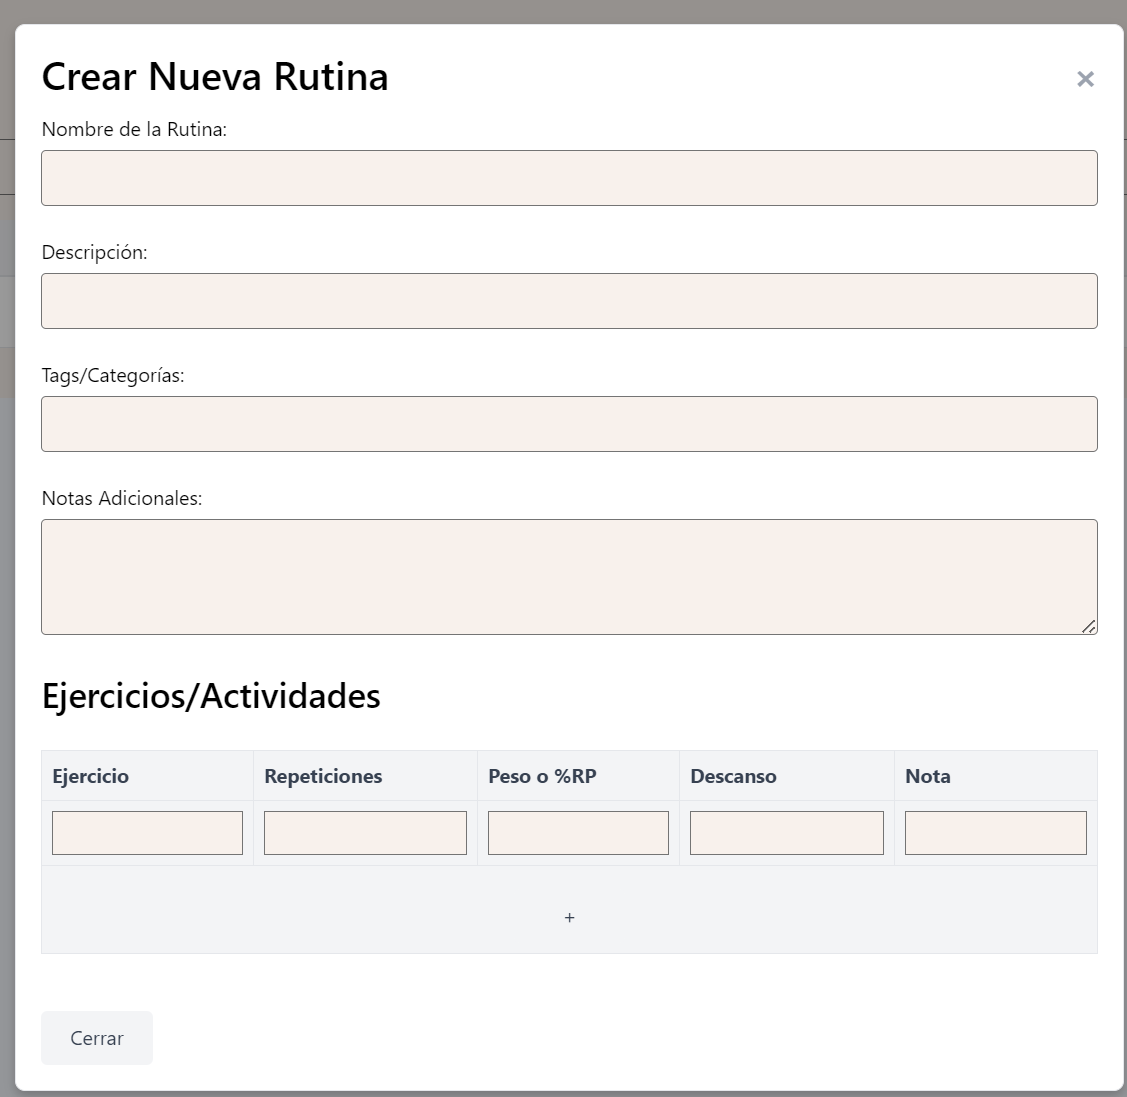 Crear Nueva Rutina
×
Nombre de la Rutina:
Descripción:
Tags/Categorías:
Notas Adicionales:
Ejercicios/Actividades
Ejercicio Repeticiones Peso o %RP Descanso Nota
+
Cerrar